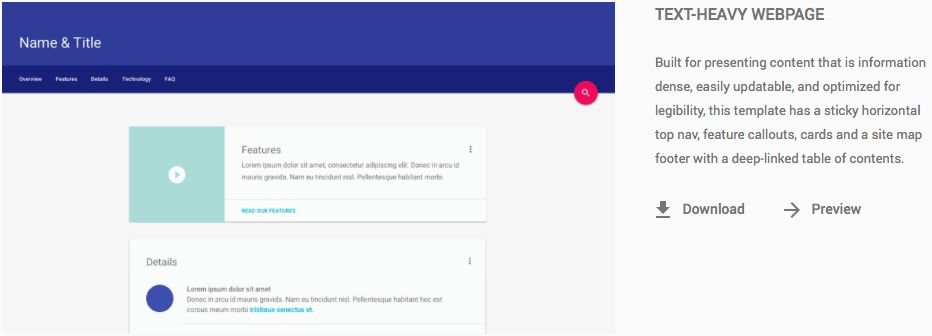 Name & Title
Overview Features Details Technology FAQ
Features
Lorem ipsum dolor sit amet, consectetur adipiscing elit. Donec in arcu id
mauris gravida. Nam eu tincidunt nisl. Pellentesque habitant morbi.
READ OUR FEATURES
Details
Lorem ipsum dolor sit amet
Donec in arcu id mauris gravida. Nam eu tincidunt nisl. Pellentesque habitant hoc est
corpus meum morbi tristique senectus et.
TEXT-HEAVY WEBPAGE
Built for presenting content that is information
dense, easily updatable, and optimized for
legibility, this template has a sticky horizontal
top nav, feature callouts, cards and a site map
footer with a deep-linked table of contents.
Download Preview